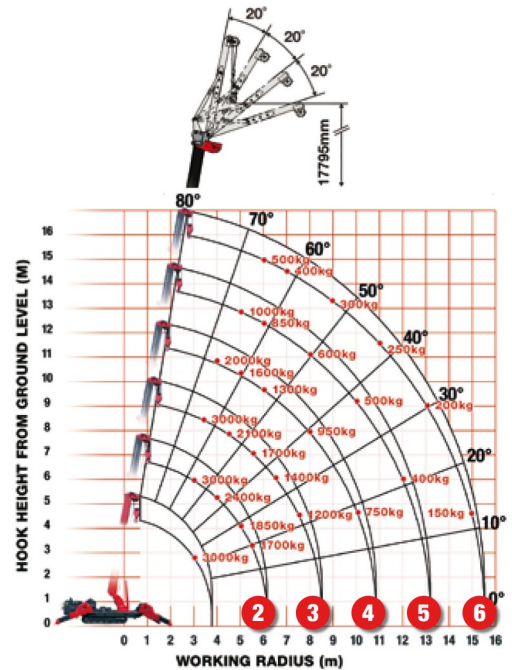 20°
20°
20°
17795mm
80°
70°
60°
50°
40°
30°
20°
10°
0°
HOOK HEIGHT FROM GROUND LEVEL (M)
16
15
14
13
12
11
10
9
8
7
6
5
4
3
2
1
0
500kg
400kg
300kg
250kg
200kg
150kg
1000kg
850kg
600kg
500kg
400kg
2000kg
1600kg
1300kg
950kg
750kg
3000kg
2100kg
1700kg
1400kg
1200kg
3000kg
2400kg
1850kg
1700kg
3000kg
2 3 4 5 6
0 1 2 3 4 5 6 7 8 9 10 11 12 13 14 15 16
WORKING RADIUS (m)